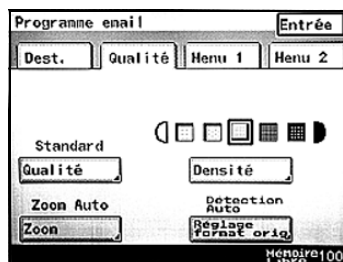 Programme email
Entrée
Dest.
Qualité
Menu 1
Menu 2
Standard
Qualité
Densité
Zoom Auto
Zoom
Détection
Auto
Réglage
format orig.
Mémoire
Libre
100